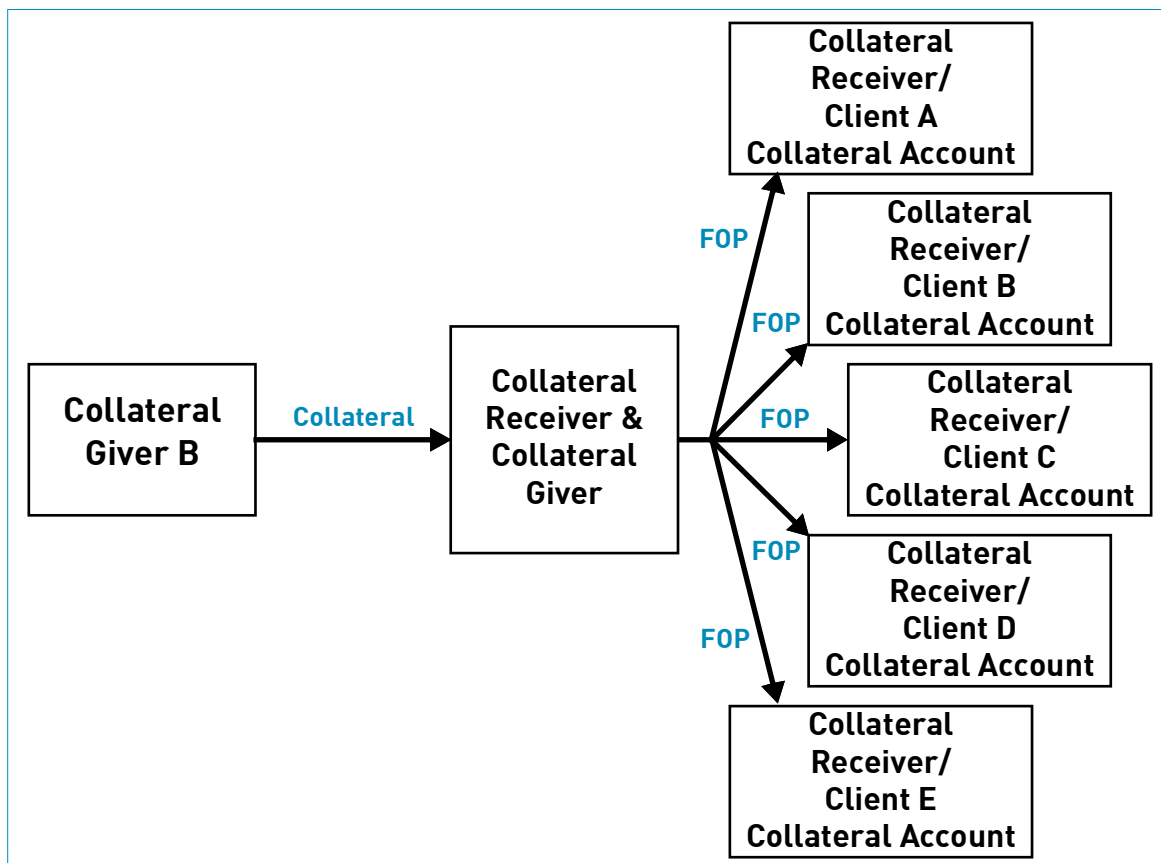 Collateral
Giver B
Collateral
Collateral
Receiver &
Collateral
Giver
FOP
Collateral
Receiver/
Client A
Collateral Account
FOP
Collateral
Receiver/
Client B
Collateral Account
FOP
Collateral
Receiver/
Client C
Collateral Account
FOP
Collateral
Receiver/
Client D
Collateral Account
FOP
Collateral
Receiver/
Client E
Collateral Account